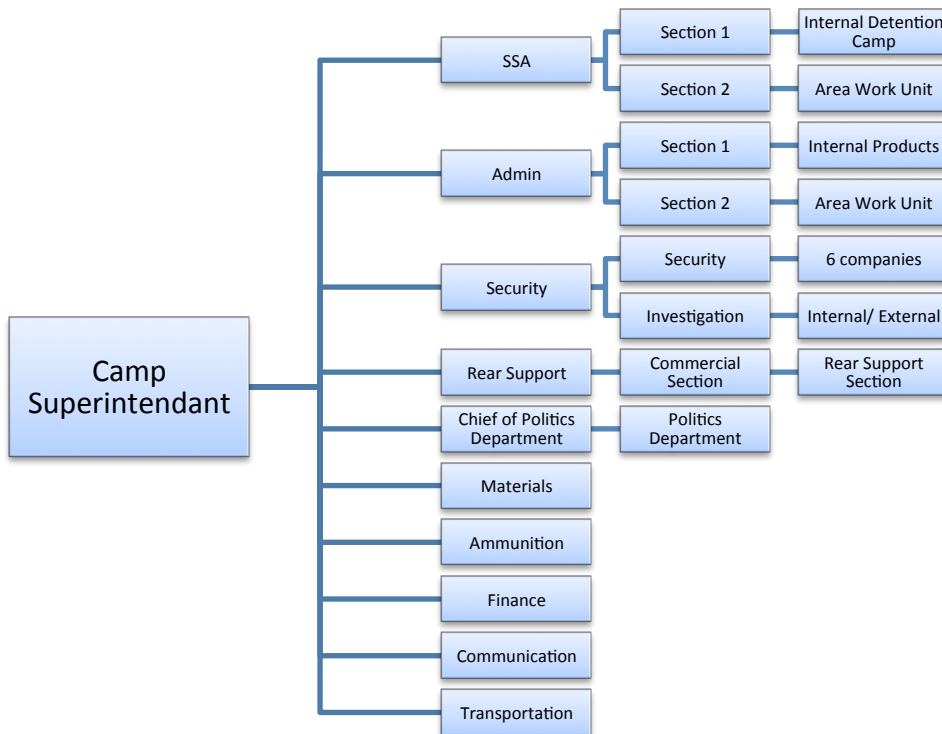 Camp
Superintendant
SSA
Section 1
Internal Detention
Camp
Section 2
Area Work Unit
Admin
Section 1
Internal Products
Section 2
Area Work Unit
Security
Security
6 companies
Investigation
Internal/ External
Rear Support
Commercial
Section
Rear Support
Section
Chief of Politics
Department
Politics
Department
Materials
Ammunition
Finance
Communication
Transportation